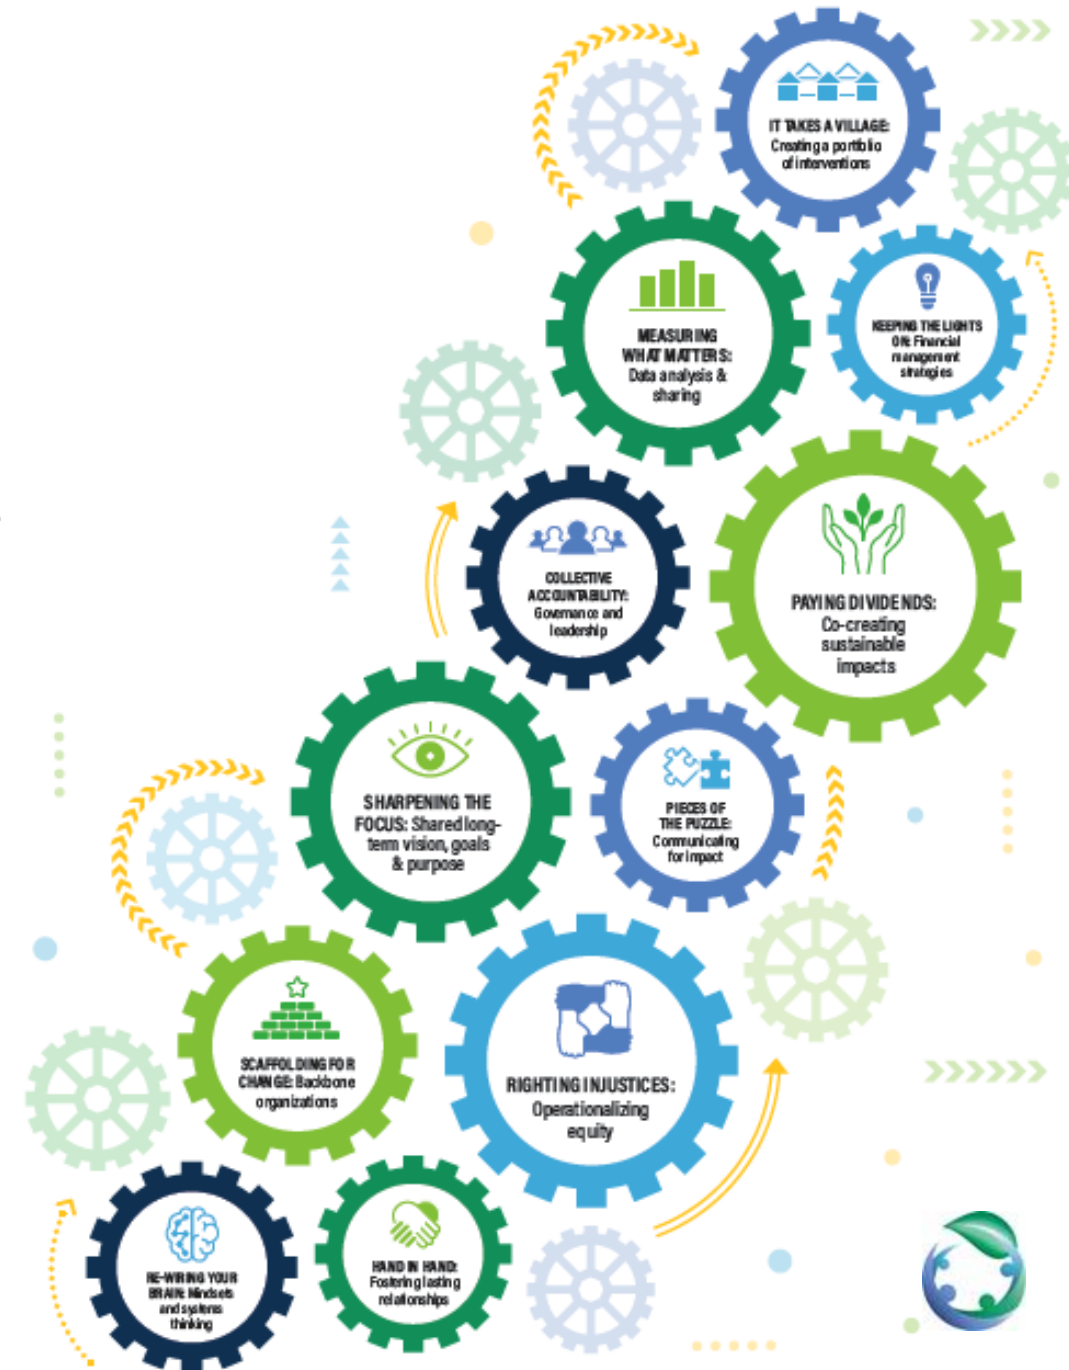 IT TAKES A VILLAGE:
Creating a portfolio
of interventions
MEASURING
WHAT MATTERS:
Data analysis &
sharing
KEEPING THE LIGHTS
ON: Financial
management
strategies
COLLECTIVE
ACCOUNTABILITY:
Governance and
leadership
PAYING DIVIDENDS:
Co-creating
sustainable
impacts
SHARPENING THE
FOCUS: Shared long-
term vision, goals
& purpose
PIECES OF
THE PUZZLE:
Communicating
for impact
SCAFFOLDING FOR
CHANGE: Backbone
organizations
RIGHTING INJUSTICES:
Operationalizing
equity
RE-WIRING YOUR
BRAIN: Mindsets
and systems
thinking
HAND IN HAND:
Fostering lasting
relationships